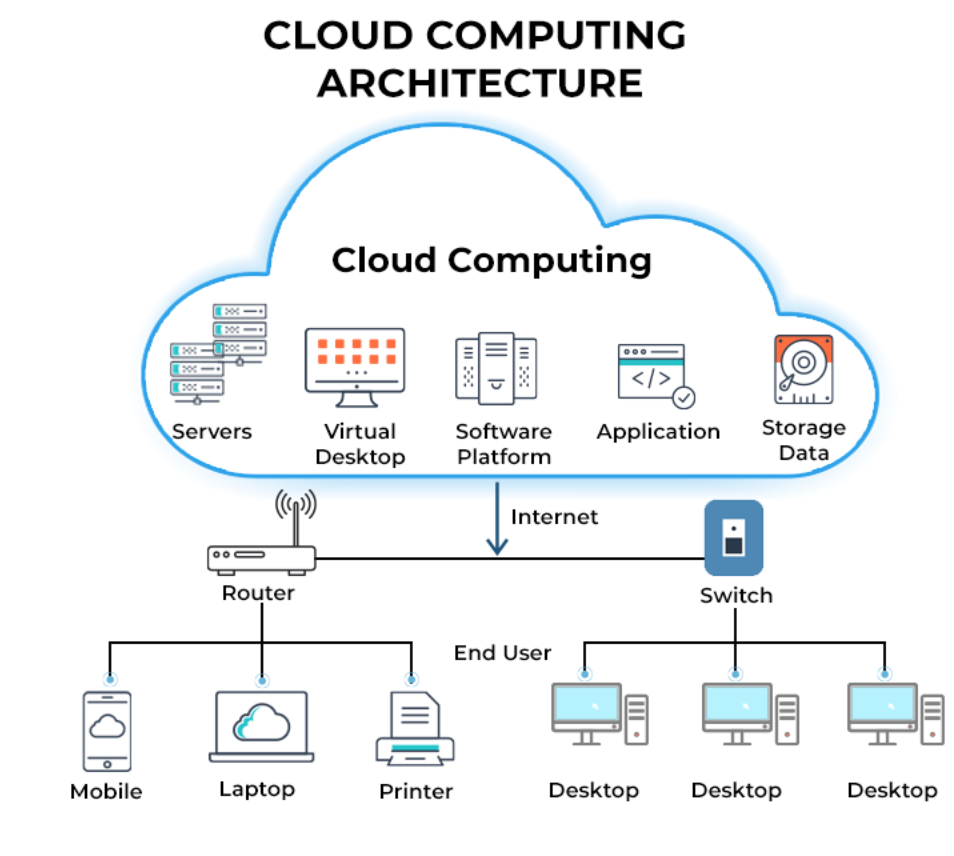 CLOUD COMPUTING
ARCHITECTURE
Cloud Computing
Servers
Virtual
Desktop
Software
Platform
Application
Storage
Data
Internet
Router
Switch
End User
Mobile
Laptop
Printer
Desktop
Desktop
Desktop